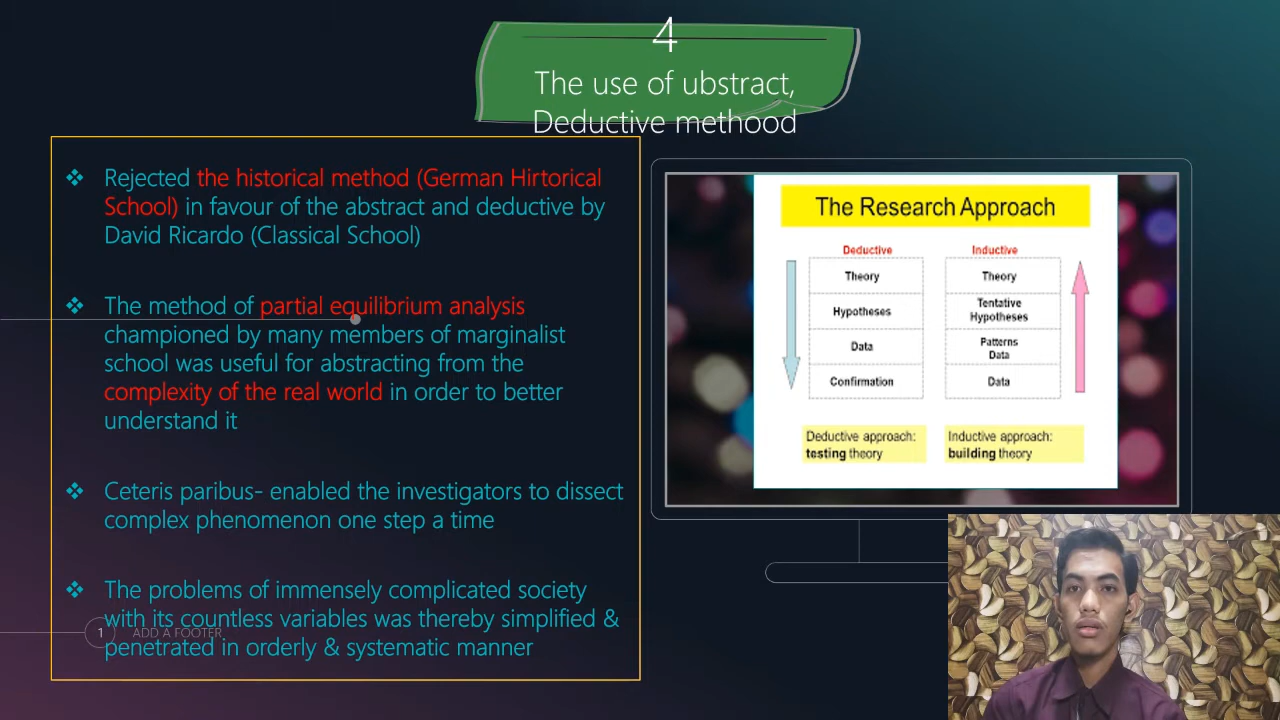 4
The use of ubstract,
Deductive methood
❖ Rejected the historical method (German Hirtorical
School) in favour of the abstract and deductive by
David Ricardo (Classical School)
❖ The method of partial equilibrium analysis
championed by many members of marginalist
school was useful for abstracting from the
complexity of the real world in order to better
understand it
❖ Ceteris paribus- enabled the investigators to dissect
complex phenomenon one step a time
❖ The problems of immensely complicated society
with its countless variables was thereby simplified &
penetrated in orderly & systematic manner
1
ADD A FOOTER
The Research Approach
Deductive
Theory
Hypotheses
Data
Confirmation
Deductive approach:
testing theory
Inductive
Theory
Tentative
Hypotheses
Patterns
Data
Data
Inductive approach:
building theory